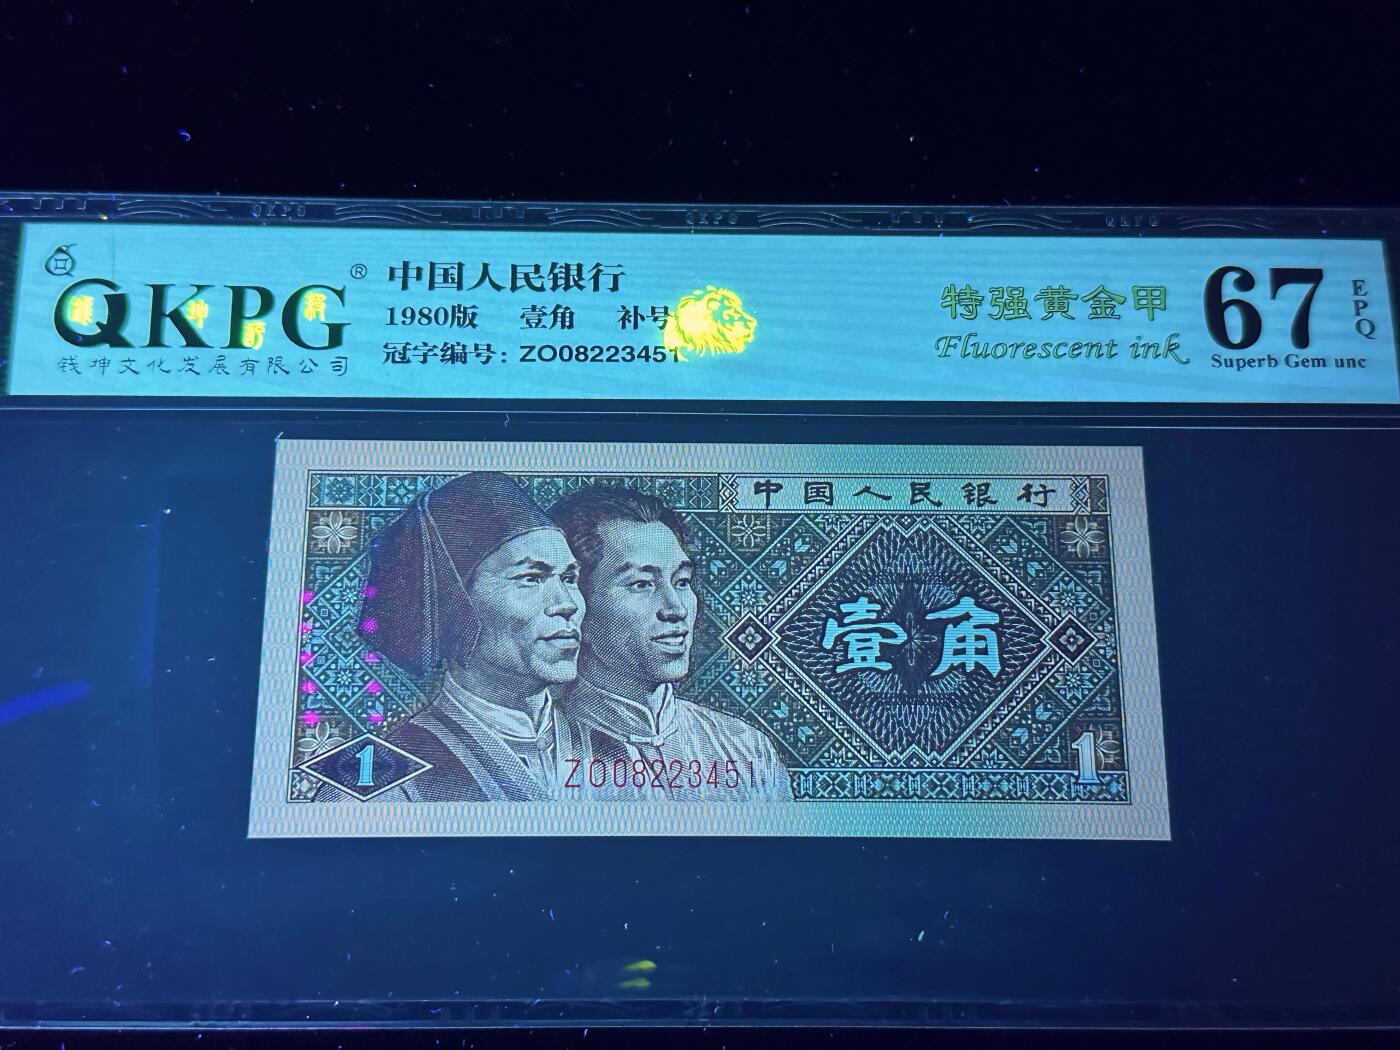 QKPG®
钱坤文化发展有限公司
中国人民银行
1980版 壹角 补号
冠字编号: ZO08223451
特强黄金甲
Fluorescent ink
67
EPQ
Superb Gem unc
中国人民银行
壹角
1
1
ZO08223451